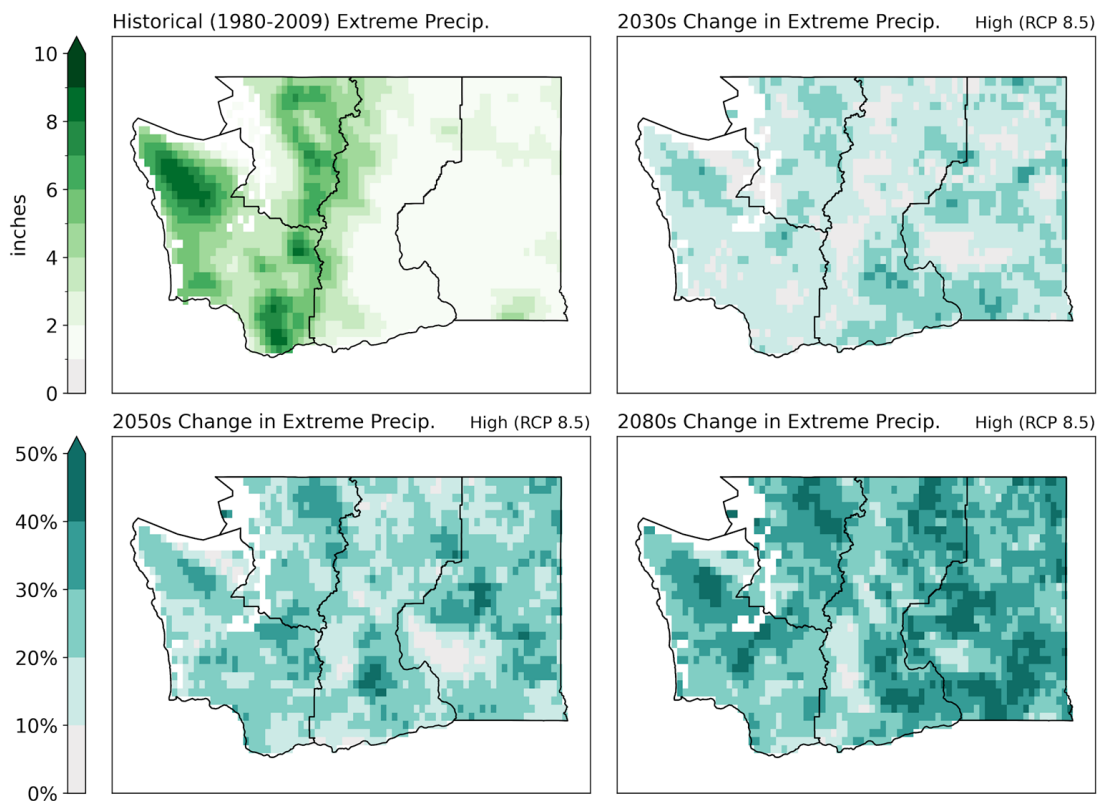 Historical (1980-2009) Extreme Precip.
2030s Change in Extreme Precip. High (RCP 8.5)
10
8
6
4
2
0
inches
2050s Change in Extreme Precip. High (RCP 8.5)
2080s Change in Extreme Precip. High (RCP 8.5)
50%
40%
30%
20%
10%
0%